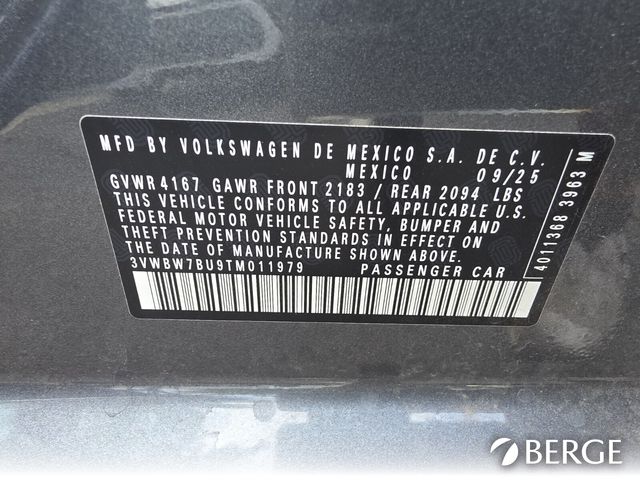 MFD BY VOLKSWAGEN DE MEXICO S.A. DE C.V.
MEXICO 09/25
GVWR 4167 GAWR FRONT 2183 / REAR 2094 LBS
THIS VEHICLE CONFORMS TO ALL APPLICABLE U.S.
FEDERAL MOTOR VEHICLE SAFETY, BUMPER AND
THEFT PREVENTION STANDARDS IN EFFECT ON
THE DATE OF MANUFACTURE SHOWN ABOVE.
3VWBW7BU9TM011979 PASSENGER CAR
4011368 3963 M
BERGE